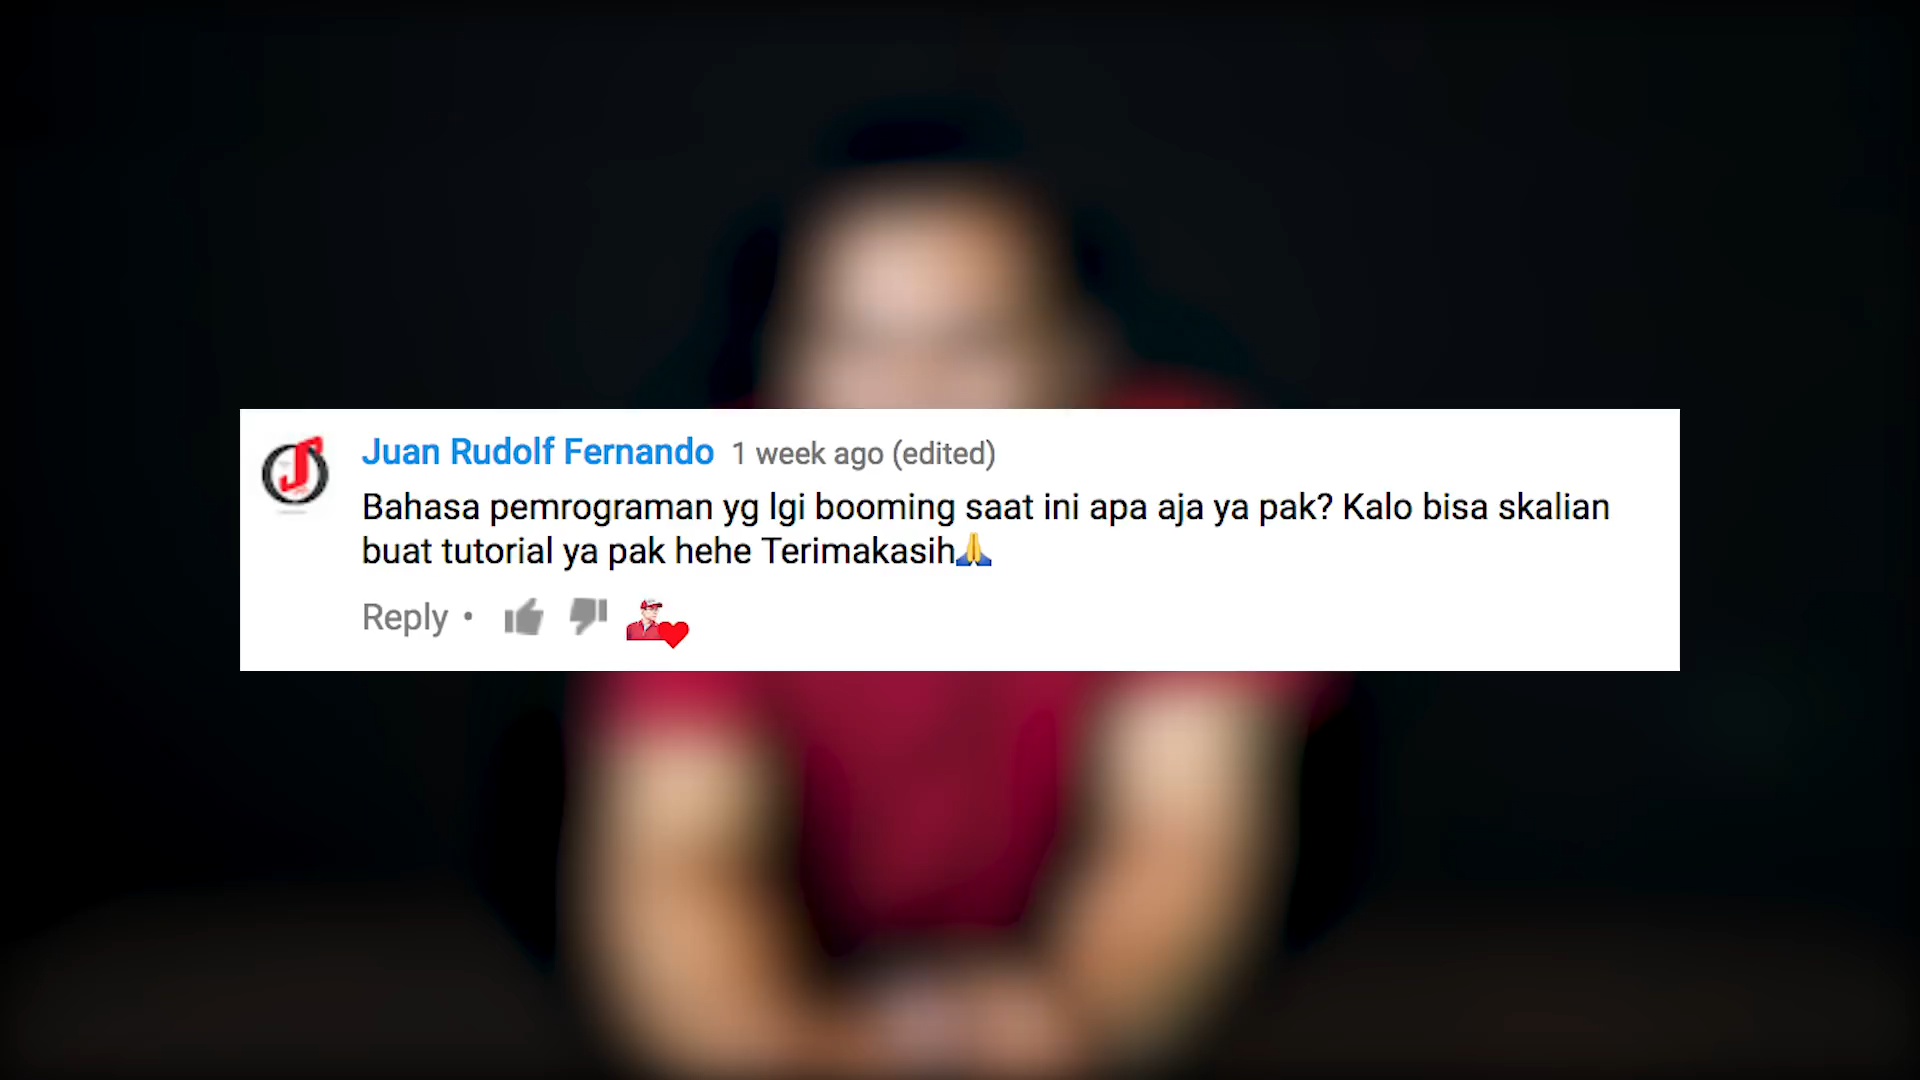 Juan Rudolf Fernando 1 week ago (edited)
Bahasa pemrograman yg lgi booming saat ini apa aja ya pak? Kalo bisa skalian
buat tutorial ya pak hehe Terimakasih🙏
Reply •